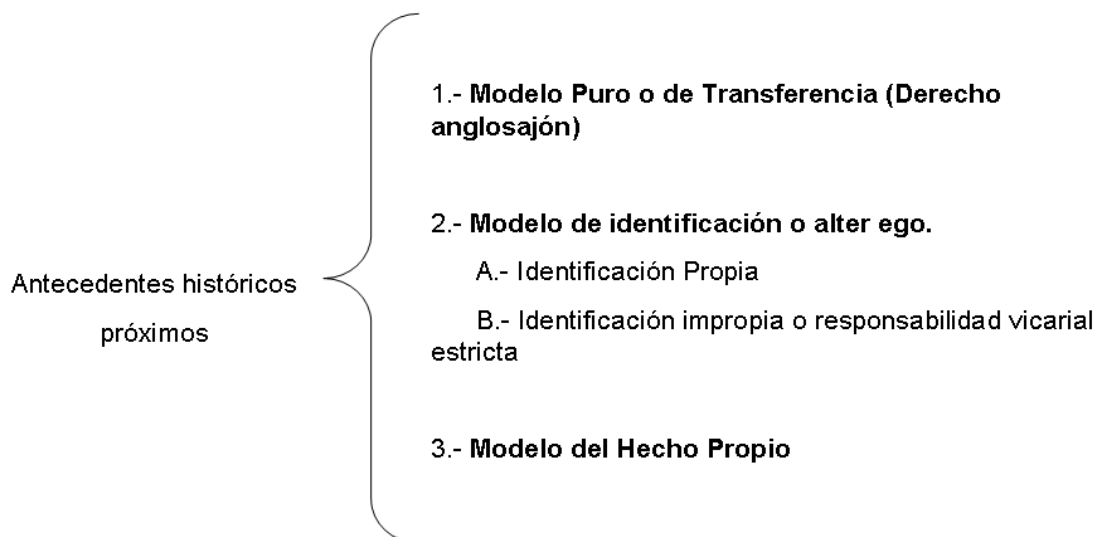 Antecedentes históricos
próximos
1.- Modelo Puro o de Transferencia (Derecho
anglosajón)
2.- Modelo de identificación o alter ego.
A.- Identificación Propia
B.- Identificación impropia o responsabilidad vicarial
estricta
3.- Modelo del Hecho Propio